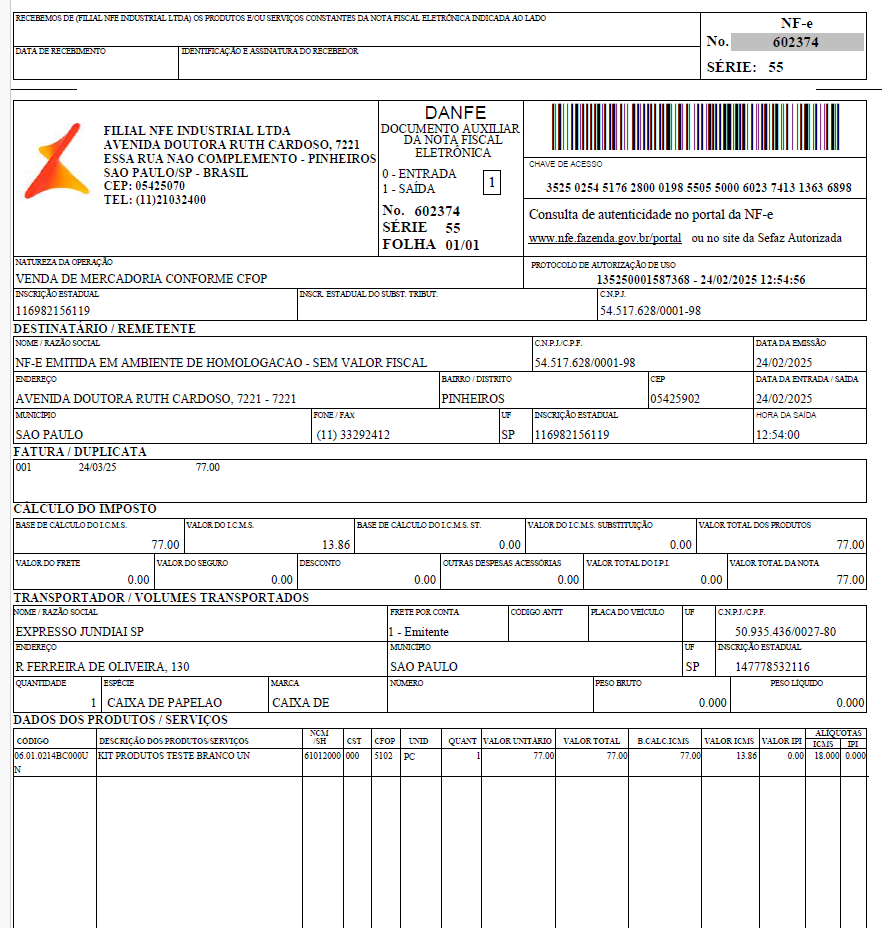 RECEBEMOS DE (FILIAL NFE INDUSTRIAL LTDA) OS PRODUTOS E/OU SERVIÇOS CONSTANTES DA NOTA FISCAL ELETRÔNICA INDICADA AO LADO
NF-e
No. 602374
SÉRIE: 55
DATA DE RECEBIMENTO IDENTIFICAÇÃO E ASSINATURA DO RECEBEDOR
FILIAL NFE INDUSTRIAL LTDA
AVENIDA DOUTORA RUTH CARDOSO, 7221
ESSA RUA NAO COMPLEMENTO - PINHEIROS
SAO PAULO/SP - BRASIL
CEP: 05425070
TEL: (11)21032400
DANFE
DOCUMENTO AUXILIAR
DA NOTA FISCAL
ELETRÔNICA
0 - ENTRADA
1 - SAÍDA
1
No. 602374
SÉRIE 55
FOLHA 01/01
CHAVE DE ACESSO
3525 0254 5176 2800 0198 5505 5000 6023 7413 1363 6898
Consulta de autenticidade no portal da NF-e
www.nfe.fazenda.gov.br/portal ou no site da Sefaz Autorizada
NATUREZA DA OPERAÇÃO PROTOCOLO DE AUTORIZAÇÃO DE USO
VENDA DE MERCADORIA CONFORME CFOP 135250001587368 - 24/02/2025 12:54:56
INSCRIÇÃO ESTADUAL INSCR. ESTADUAL DO SUBST. TRIBUT. C.N.P.J.
116982156119 54.517.628/0001-98
DESTINATÁRIO / REMETENTE
NOME / RAZÃO SOCIAL C.N.P.J./C.P.F. DATA DA EMISSÃO
NF-E EMITIDA EM AMBIENTE DE HOMOLOGACAO - SEM VALOR FISCAL 54.517.628/0001-98 24/02/2025
ENDEREÇO BAIRRO / DISTRITO CEP DATA DA ENTRADA / SAÍDA
AVENIDA DOUTORA RUTH CARDOSO, 7221 - 7221 PINHEIROS 05425902 24/02/2025
MUNICÍPIO FONE / FAX UF INSCRIÇÃO ESTADUAL HORA DA SAÍDA
SAO PAULO (11) 33292412 SP 116982156119 12:54:00
FATURA / DUPLICATA
001 24/03/25 77.00
CÁLCULO DO IMPOSTO
BASE DE CÁLCULO DO I.C.M.S. VALOR DO I.C.M.S. BASE DE CÁLCULO DO I.C.M.S. ST. VALOR DO I.C.M.S. SUBSTITUIÇÃO VALOR TOTAL DOS PRODUTOS
77.00 13.86 0.00 0.00 77.00
VALOR DO FRETE VALOR DO SEGURO DESCONTO OUTRAS DESPESAS ACESSÓRIAS VALOR TOTAL DO I.P.I. VALOR TOTAL DA NOTA
0.00 0.00 0.00 0.00 0.00 77.00
TRANSPORTADOR / VOLUMES TRANSPORTADOS
NOME / RAZÃO SOCIAL FRETE POR CONTA CÓDIGO ANTT PLACA DO VEÍCULO UF C.N.P.J./C.P.F.
EXPRESSO JUNDIAI SP 1 - Emitente 50.935.436/0027-80
ENDEREÇO MUNICÍPIO UF INSCRIÇÃO ESTADUAL
R FERREIRA DE OLIVEIRA, 130 SAO PAULO SP 147778532116
QUANTIDADE ESPÉCIE MARCA NÚMERO PESO BRUTO PESO LÍQUIDO
1 CAIXA DE PAPELAO CAIXA DE 0.000 0.000
DADOS DOS PRODUTOS / SERVIÇOS
CÓDIGO DESCRIÇÃO DOS PRODUTOS/SERVIÇOS NCM /SH CST CFOP UNID QUANT VALOR UNITÁRIO VALOR TOTAL B.CALC.ICMS VALOR ICMS VALOR IPI ALÍQUOTAS ICMS IPI
06.01.0214BC000U KIT PRODUTOS TESTE BRANCO UN 61012000 000 5102 PC 1 77.00 77.00 77.00 13.86 0.00 18.000 0.000
N